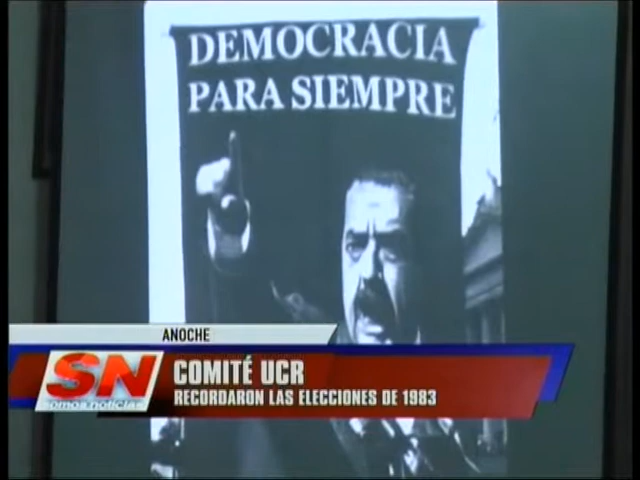 DEMOCRACIA
PARA SIEMPRE
ANOCHE
SN
somos noticias
COMITÉ UCR
RECORDARON LAS ELECCIONES DE 1983